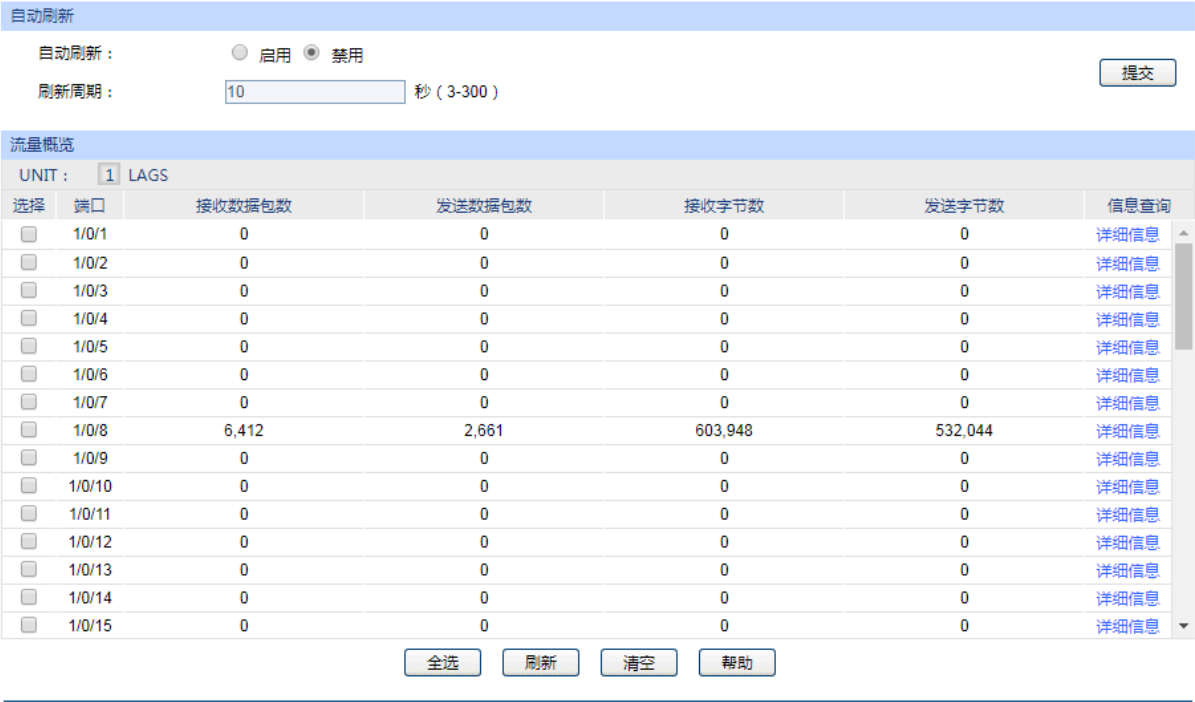 自动刷新
自动刷新： 启用 禁用
提交
刷新周期： 10 秒（3-300）
流量概览
UNIT： 1 LAGS
选择 端口 接收数据包数 发送数据包数 接收字节数 发送字节数 信息查询
1/0/1 0 0 0 0 详细信息
1/0/2 0 0 0 0 详细信息
1/0/3 0 0 0 0 详细信息
1/0/4 0 0 0 0 详细信息
1/0/5 0 0 0 0 详细信息
1/0/6 0 0 0 0 详细信息
1/0/7 0 0 0 0 详细信息
1/0/8 6,412 2,661 603,948 532,044 详细信息
1/0/9 0 0 0 0 详细信息
1/0/10 0 0 0 0 详细信息
1/0/11 0 0 0 0 详细信息
1/0/12 0 0 0 0 详细信息
1/0/13 0 0 0 0 详细信息
1/0/14 0 0 0 0 详细信息
1/0/15 0 0 0 0 详细信息
全选 刷新 清空 帮助